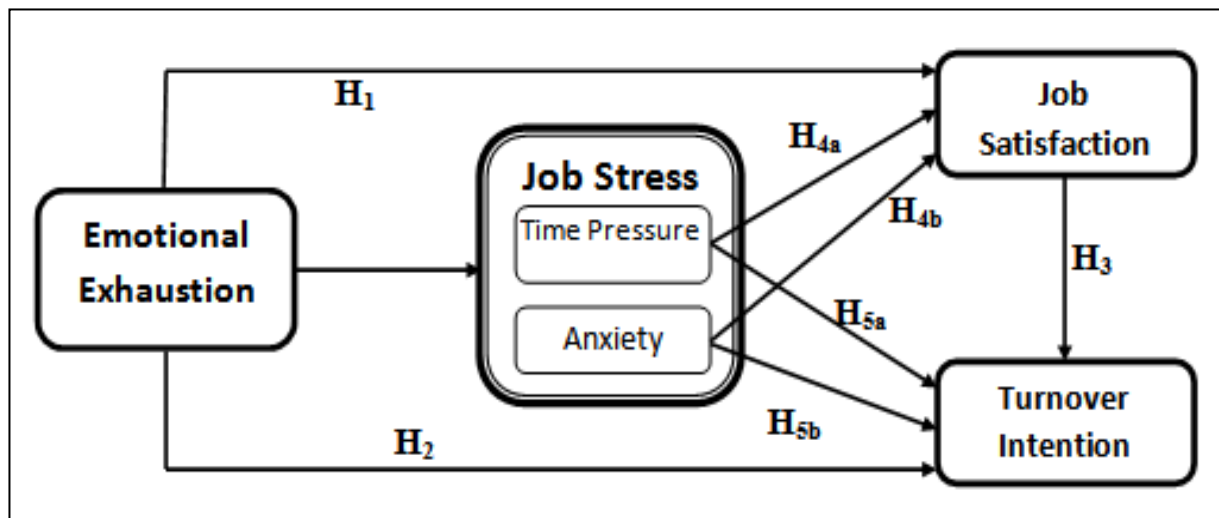 H1
Job
Satisfaction
H4a
Job Stress
Time Pressure
Emotional
Exhaustion
H4b
H3
Anxiety
H5a
Turnover
Intention
H5b
H2